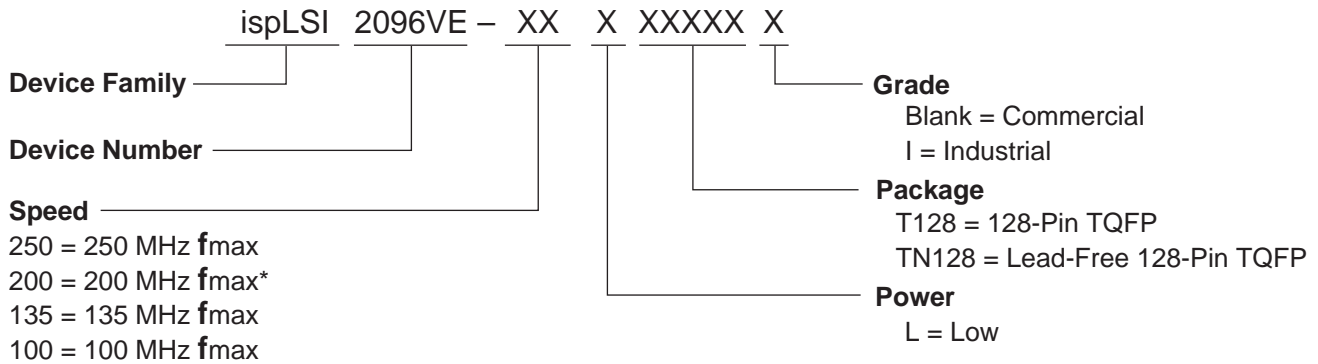 ispLSI 2096VE – XX X XXXXX X
Device Family
Device Number
Speed
250 = 250 MHz fmax
200 = 200 MHz fmax*
135 = 135 MHz fmax
100 = 100 MHz fmax
Grade
Blank = Commercial
I = Industrial
Package
T128 = 128-Pin TQFP
TN128 = Lead-Free 128-Pin TQFP
Power
L = Low